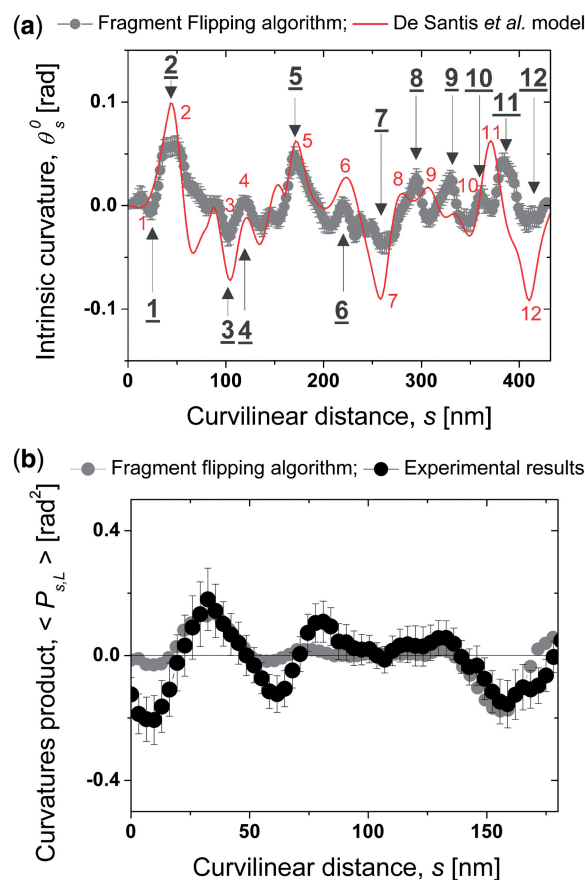 (a) Fragment Flipping algorithm; De Santis et al. model
2 5 8 9 10 11 12
7
0.1
2
5
11
6
4
8 9
10
0.0
1
3
-0.1
7
12
1 3 4 6
Intrinsic curvature, θs⁰ [rad]
0 100 200 300 400
Curvilinear distance, s [nm]
(b) Fragment flipping algorithm; Experimental results
0.4
0.0
-0.4
Curvatures product, < Ps,L > [rad²]
0 50 100 150
Curvilinear distance, s [nm]